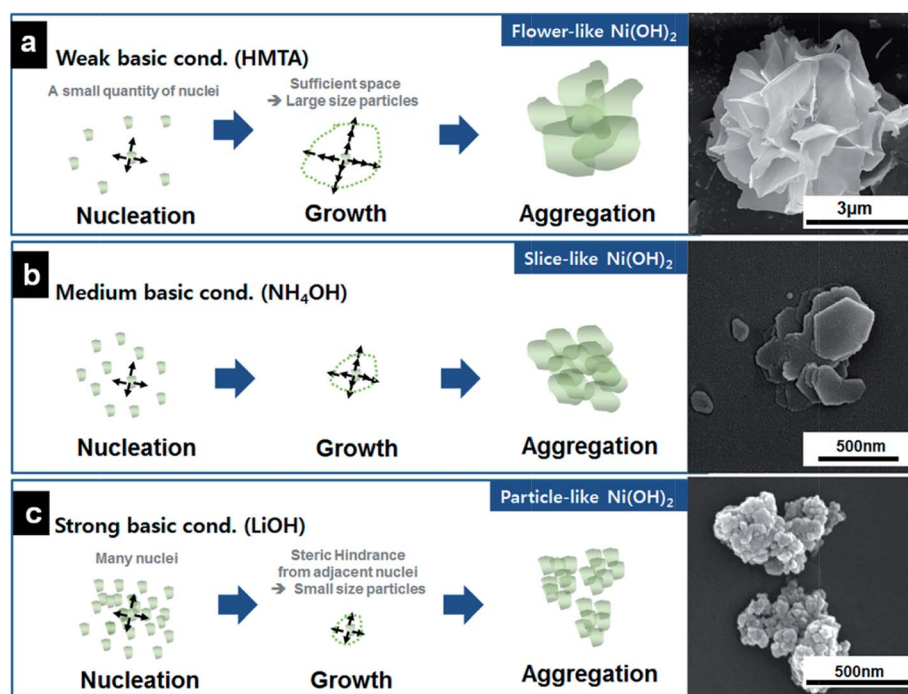 a
Flower-like Ni(OH)₂
Weak basic cond. (HMTA)
A small quantity of nuclei
Sufficient space
➔ Large size particles
Nucleation
Growth
Aggregation
3μm
b
Slice-like Ni(OH)₂
Medium basic cond. (NH₄OH)
Nucleation
Growth
Aggregation
500nm
c
Particle-like Ni(OH)₂
Strong basic cond. (LiOH)
Many nuclei
Steric Hindrance
from adjacent nuclei
➔ Small size particles
Nucleation
Growth
Aggregation
500nm